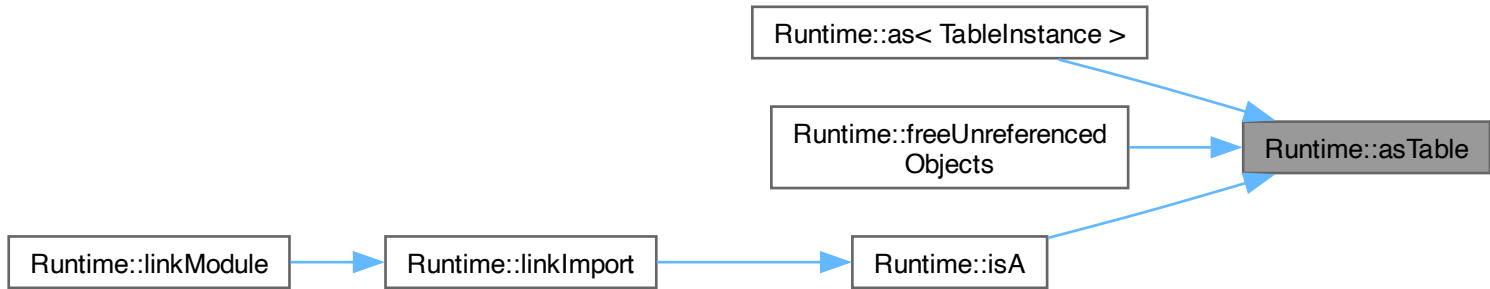 Runtime::as< TableInstance >
Runtime::freeUnreferenced
Objects
Runtime::asTable
Runtime::linkModule
Runtime::linkImport
Runtime::isA